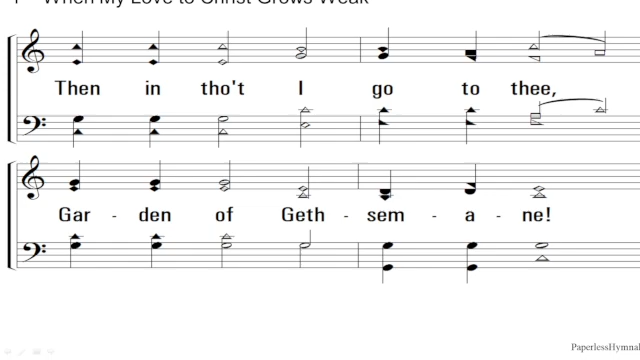 1 When My Love to Christ Grows Weak
Then in tho't I go to thee,
Gar - den of Geth - sem - a - ne!
PaperlessHymnal